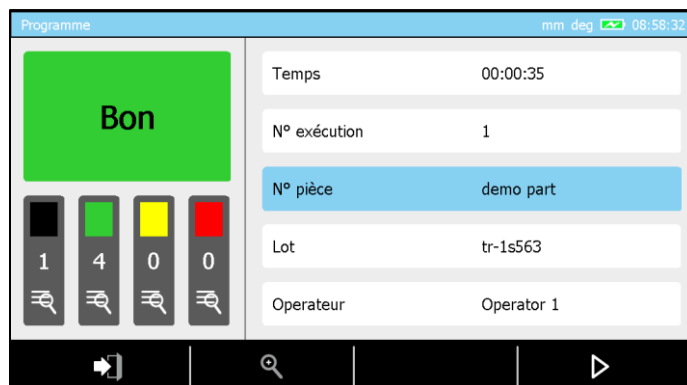 Programme mm deg 08:58:32
Bon
1 4 0 0
Temps 00:00:35
N° exécution 1
N° pièce demo part
Lot tr-1s563
Operateur Operator 1